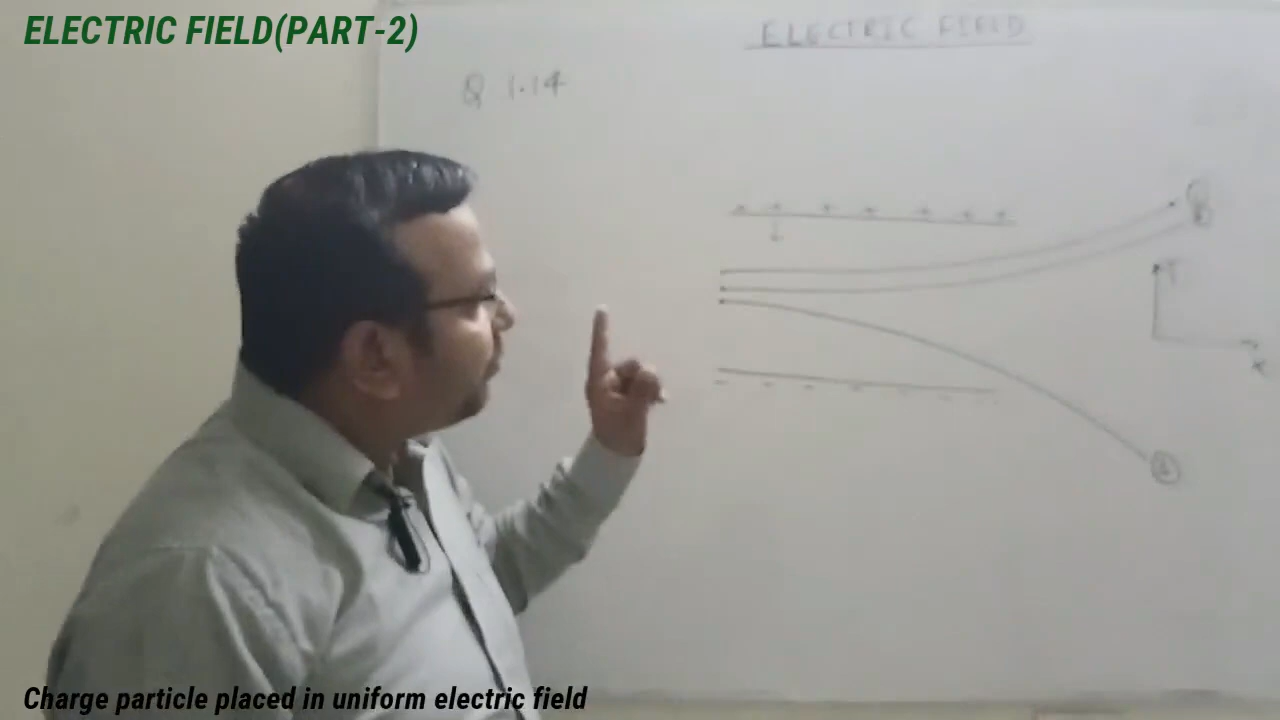 ELECTRIC FIELD(PART-2)
ELECTRIC FIELD
Q 1.14
+ + + + + + +
- - - - - - -
x
Charge particle placed in uniform electric field